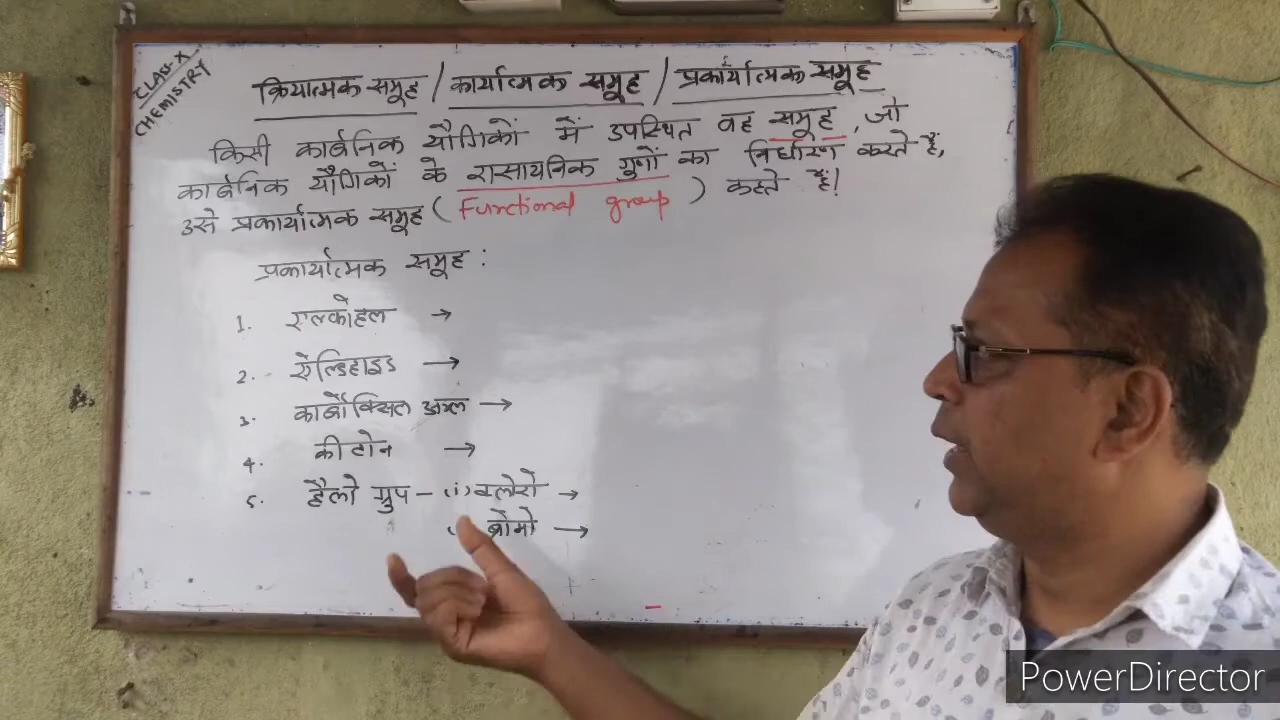 CLASS-X
CHEMISTRY
क्रियात्मक समूह / कार्यात्मक समूह / प्रकार्यात्मक समूह
किसी कार्बनिक यौगिकों में उपस्थित वह समूह, जो
कार्बनिक यौगिकों के रासायनिक गुणों का निर्धारण करते हैं,
उसे प्रकार्यात्मक समूह ( Functional group ) कहते हैं!
प्रकार्यात्मक समूह :
1. एल्कोहल →
2. ऐल्डिहाइड →
3. कार्बोक्सिल अम्ल →
4. कीटोन →
5. हैलो ग्रुप – (i) क्लोरो →
ब्रोमो →
PowerDirector